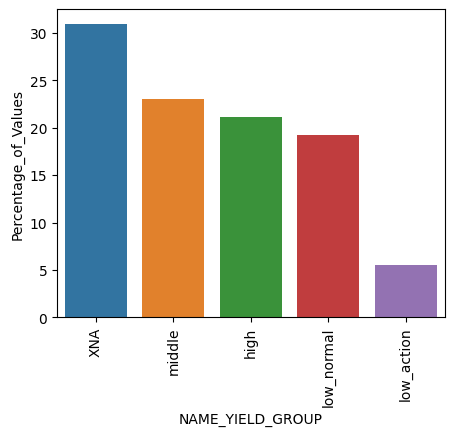 Percentage_of_Values
30
25
20
15
10
5
0
XNA
middle
high
low_normal
low_action
NAME_YIELD_GROUP